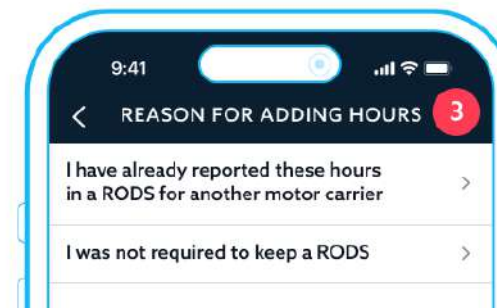 9:41
REASON FOR ADDING HOURS 3
I have already reported these hours
in a RODS for another motor carrier
I was not required to keep a RODS